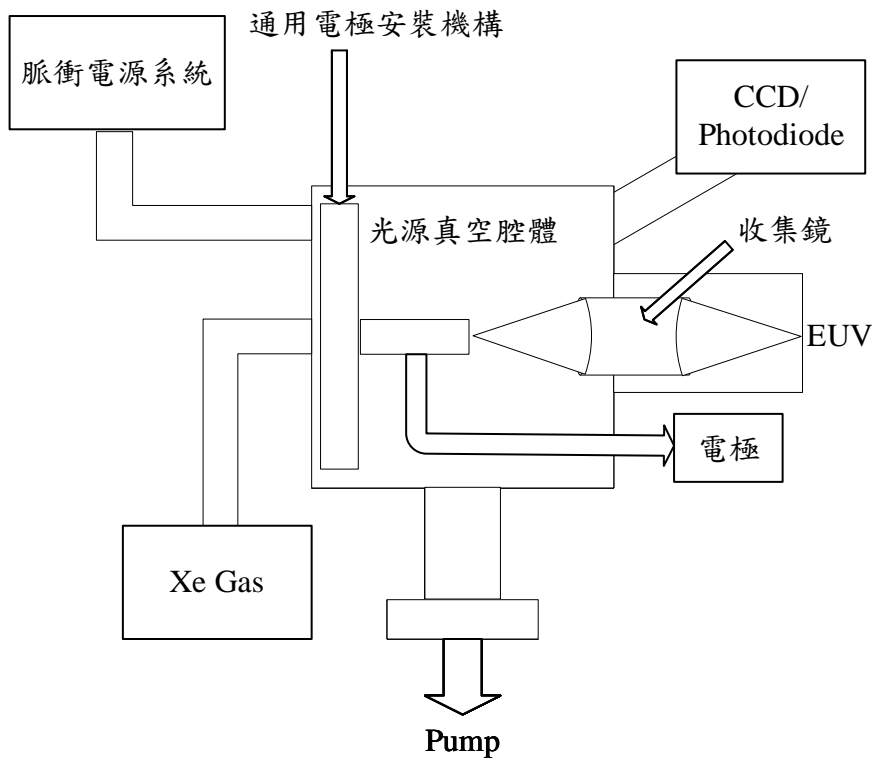 通用電極安裝機構
脈衝電源系統
CCD/
Photodiode
光源真空腔體
收集鏡
EUV
電極
Xe Gas
Pump